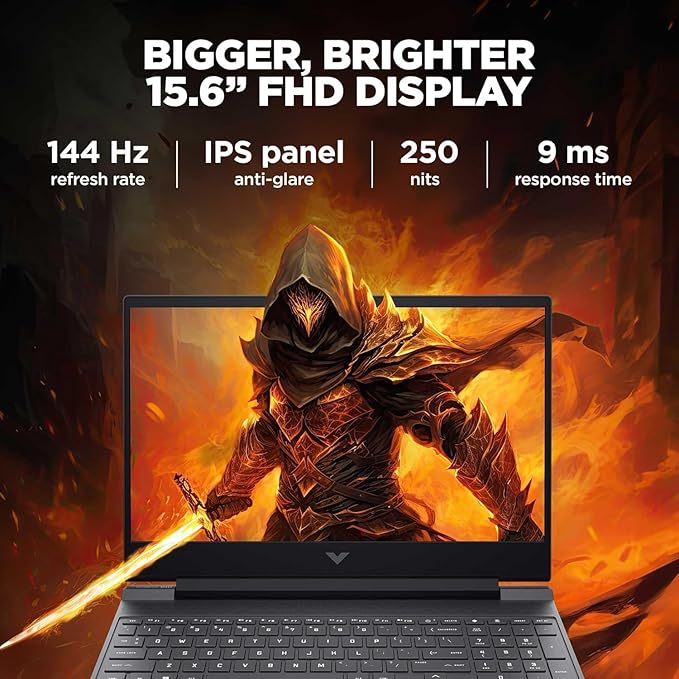 BIGGER, BRIGHTER
15.6” FHD DISPLAY
144 Hz
refresh rate
IPS panel
anti-glare
250
nits
9 ms
response time